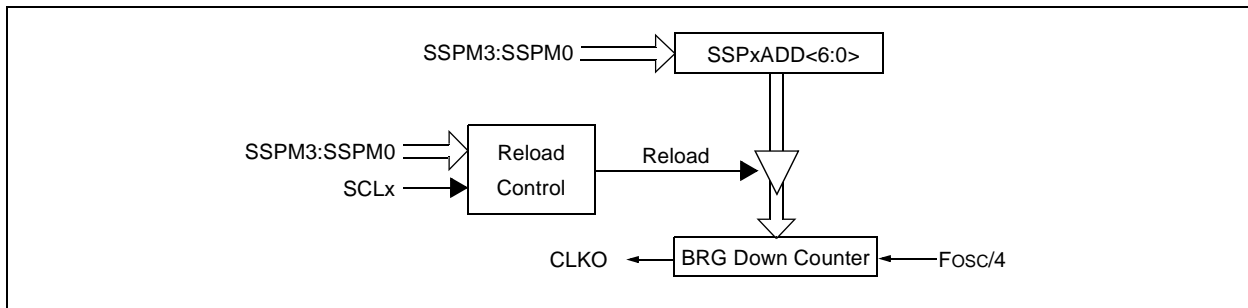 SSPM3:SSPM0
SSPxADD<6:0>
SSPM3:SSPM0
SCLx
Reload
Control
Reload
CLKO
BRG Down Counter
FOSC/4